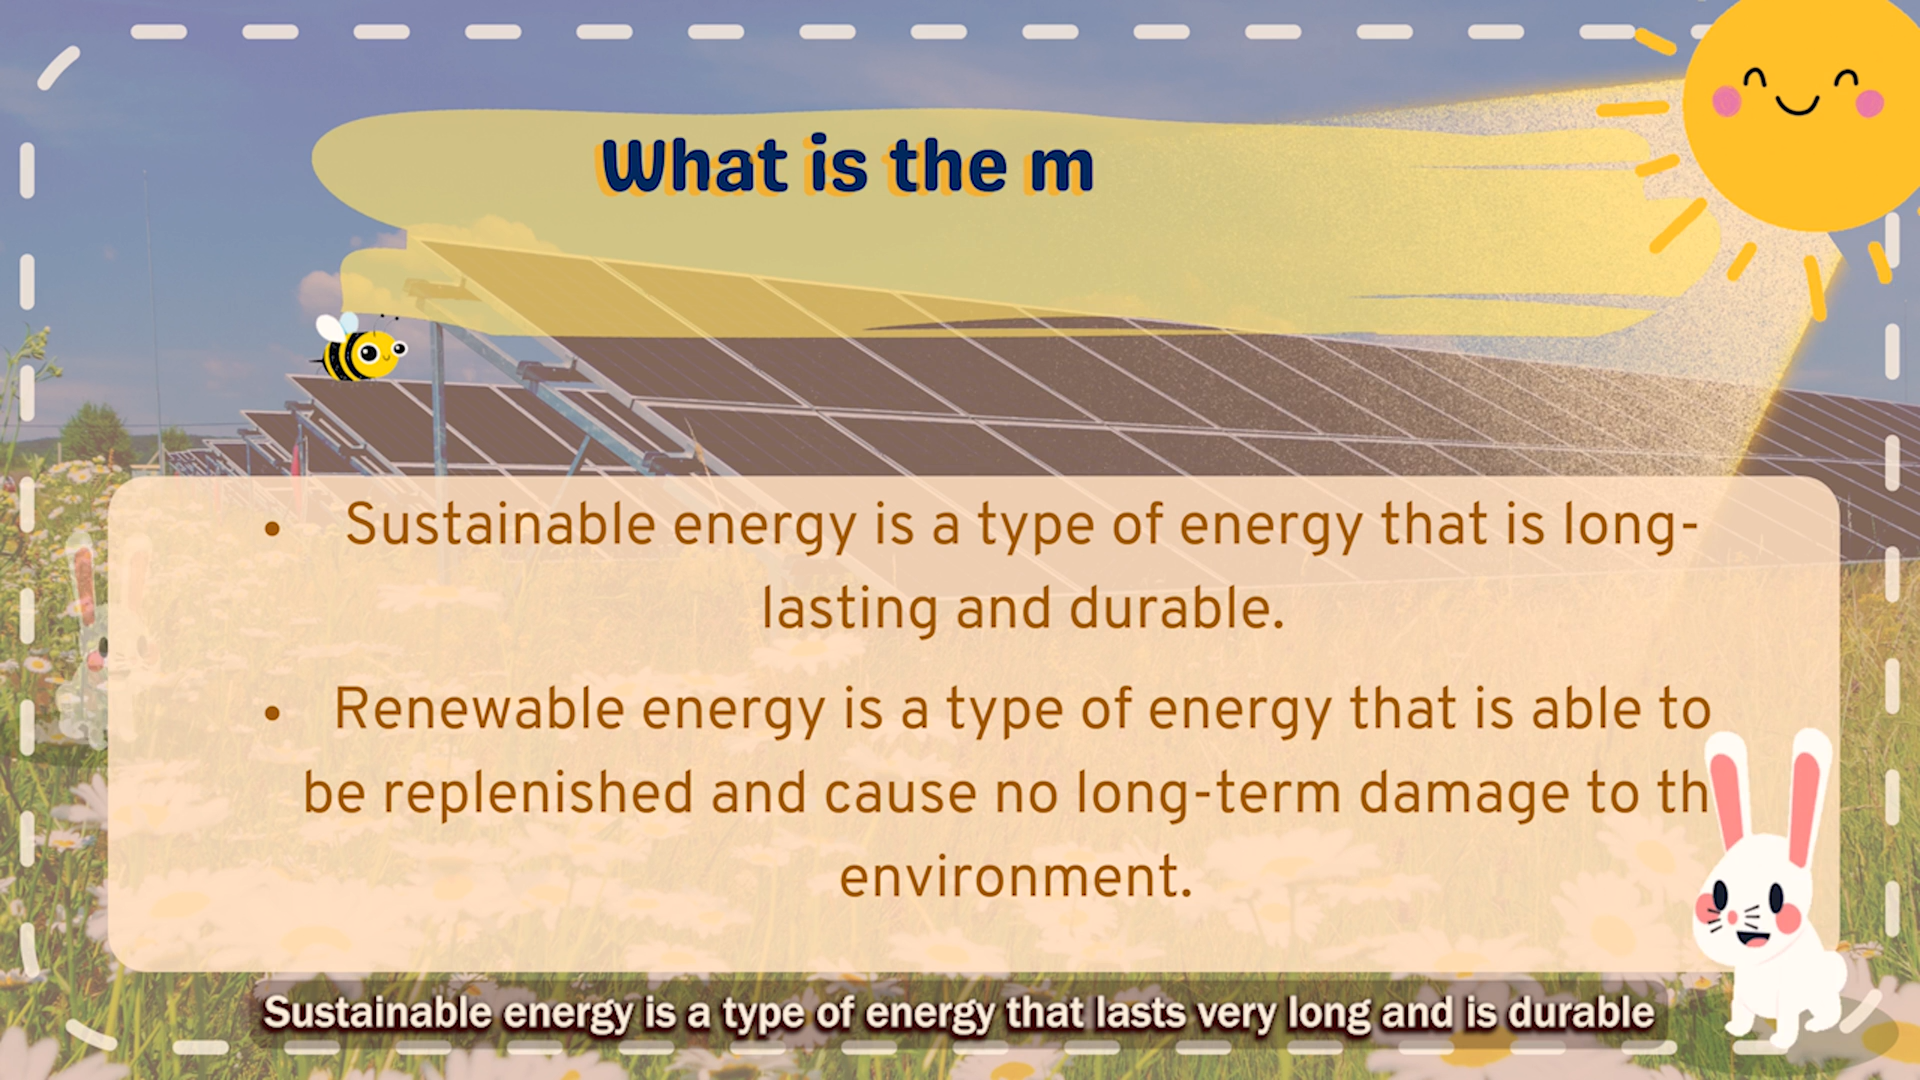 What is the m
• Sustainable energy is a type of energy that is long-
lasting and durable.
• Renewable energy is a type of energy that is able to
be replenished and cause no long-term damage to th
environment.
Sustainable energy is a type of energy that lasts very long and is durable